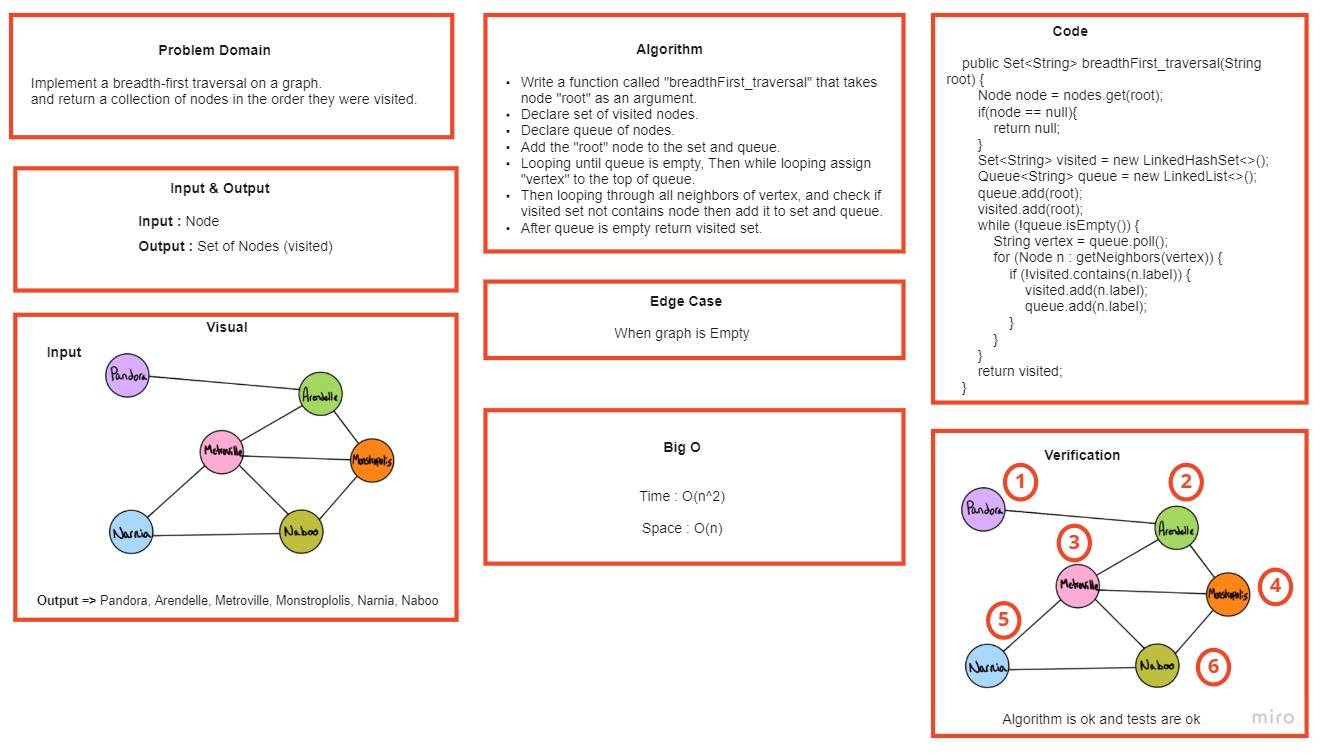 Problem Domain
Implement a breadth-first traversal on a graph.
and return a collection of nodes in the order they were visited.
Input & Output
Input : Node
Output : Set of Nodes (visited)
Visual
Input
Pandora
Arendelle
Metroville
Monstropolis
Narnia
Naboo
Output => Pandora, Arendelle, Metroville, Monstroplolis, Narnia, Naboo
Algorithm
• Write a function called "breadthFirst_traversal" that takes
node "root" as an argument.
• Declare set of visited nodes.
• Declare queue of nodes.
• Add the "root" node to the set and queue.
• Looping until queue is empty, Then while looping assign
"vertex" to the top of queue.
• Then looping through all neighbors of vertex, and check if
visited set not contains node then add it to set and queue.
• After queue is empty return visited set.
Edge Case
When graph is Empty
Big O
Time : O(n^2)
Space : O(n)
Code
public Set<String> breadthFirst_traversal(String
root) {
Node node = nodes.get(root);
if(node == null){
return null;
}
Set<String> visited = new LinkedHashSet<>();
Queue<String> queue = new LinkedList<>();
queue.add(root);
visited.add(root);
while (!queue.isEmpty()) {
String vertex = queue.poll();
for (Node n : getNeighbors(vertex)) {
if (!visited.contains(n.label)) {
visited.add(n.label);
queue.add(n.label);
}
}
}
return visited;
}
Verification
1
2
Pandora
Arendelle
3
Metroville
4
Monstropolis
5
Narnia
Naboo
6
Algorithm is ok and tests are ok
miro